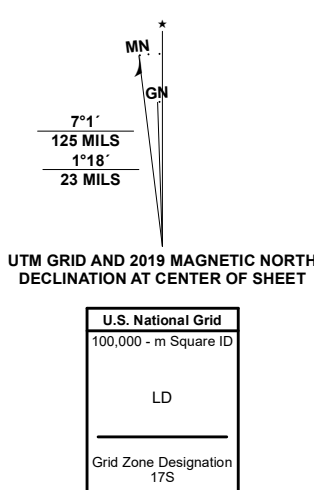 ★
MN
GN
7°1´
125 MILS
1°18´
23 MILS
UTM GRID AND 2019 MAGNETIC NORTH
DECLINATION AT CENTER OF SHEET
U.S. National Grid
100,000 - m Square ID
LD
Grid Zone Designation
17S